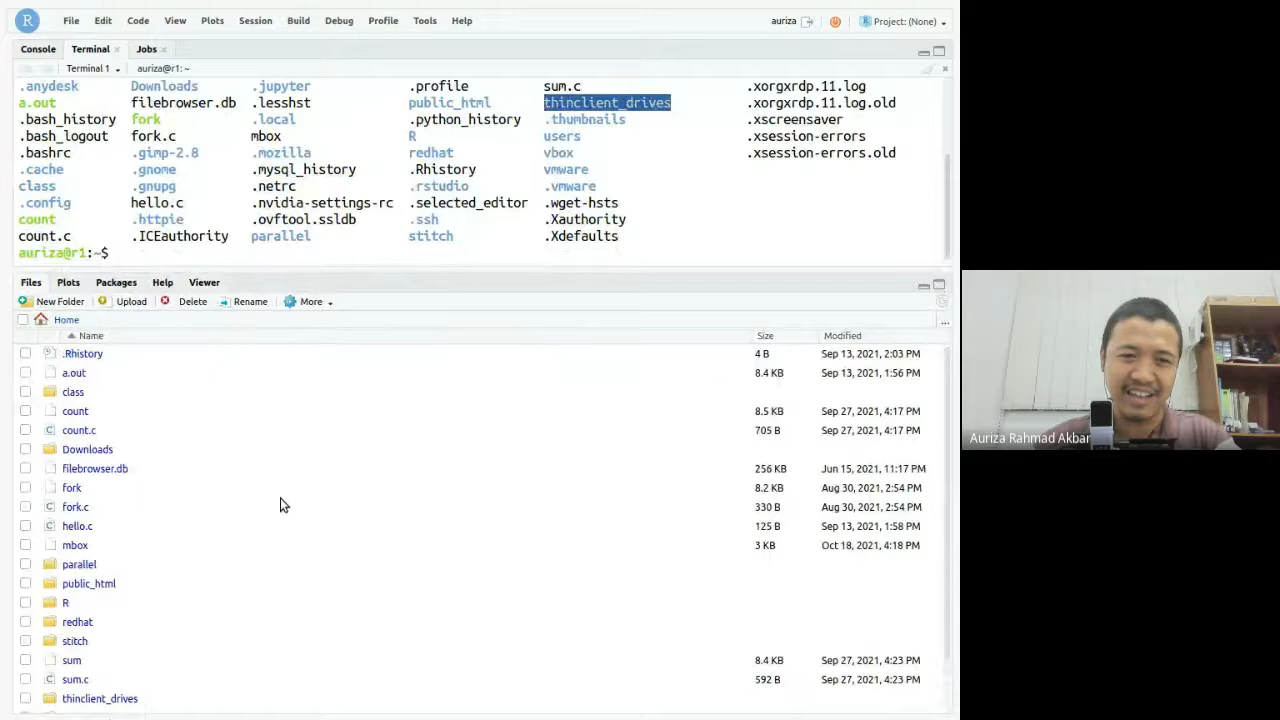 R File Edit Code View Plots Session Build Debug Profile Tools Help auriza R Project: (None)
Console Terminal Jobs
Terminal 1 auriza@r1: ~
.anydesk Downloads .jupyter .profile sum.c .xorgxrdp.11.log
a.out filebrowser.db .lesshst public_html thinclient_drives .xorgxrdp.11.log.old
.bash_history fork .local .python_history .thumbnails .xscreensaver
.bash_logout fork.c mbox R users .xsession-errors
.bashrc .gimp-2.8 .mozilla redhat vbox .xsession-errors.old
.cache .gnome .mysql_history .Rhistory vmware
class .gnupg .netrc .rstudio .vmware
.config hello.c .nvidia-settings-rc .selected_editor .wget-hsts
count .httpie .ovftool.ssldb .ssh .Xauthority
count.c .ICEauthority parallel stitch .Xdefaults
auriza@r1:~$
Files Plots Packages Help Viewer
New Folder Upload Delete Rename More
Home ...
Name Size Modified
.Rhistory 4 B Sep 13, 2021, 2:03 PM
a.out 8.4 KB Sep 13, 2021, 1:56 PM
class
count 8.5 KB Sep 27, 2021, 4:17 PM
count.c 705 B Sep 27, 2021, 4:17 PM
Downloads
filebrowser.db 256 KB Jun 15, 2021, 11:17 PM
fork 8.2 KB Aug 30, 2021, 2:54 PM
fork.c 330 B Aug 30, 2021, 2:54 PM
hello.c 125 B Sep 13, 2021, 1:58 PM
mbox 3 KB Oct 18, 2021, 4:18 PM
parallel
public_html
R
redhat
stitch
sum 8.4 KB Sep 27, 2021, 4:23 PM
sum.c 592 B Sep 27, 2021, 4:23 PM
thinclient_drives
Auriza Rahmad Akbar